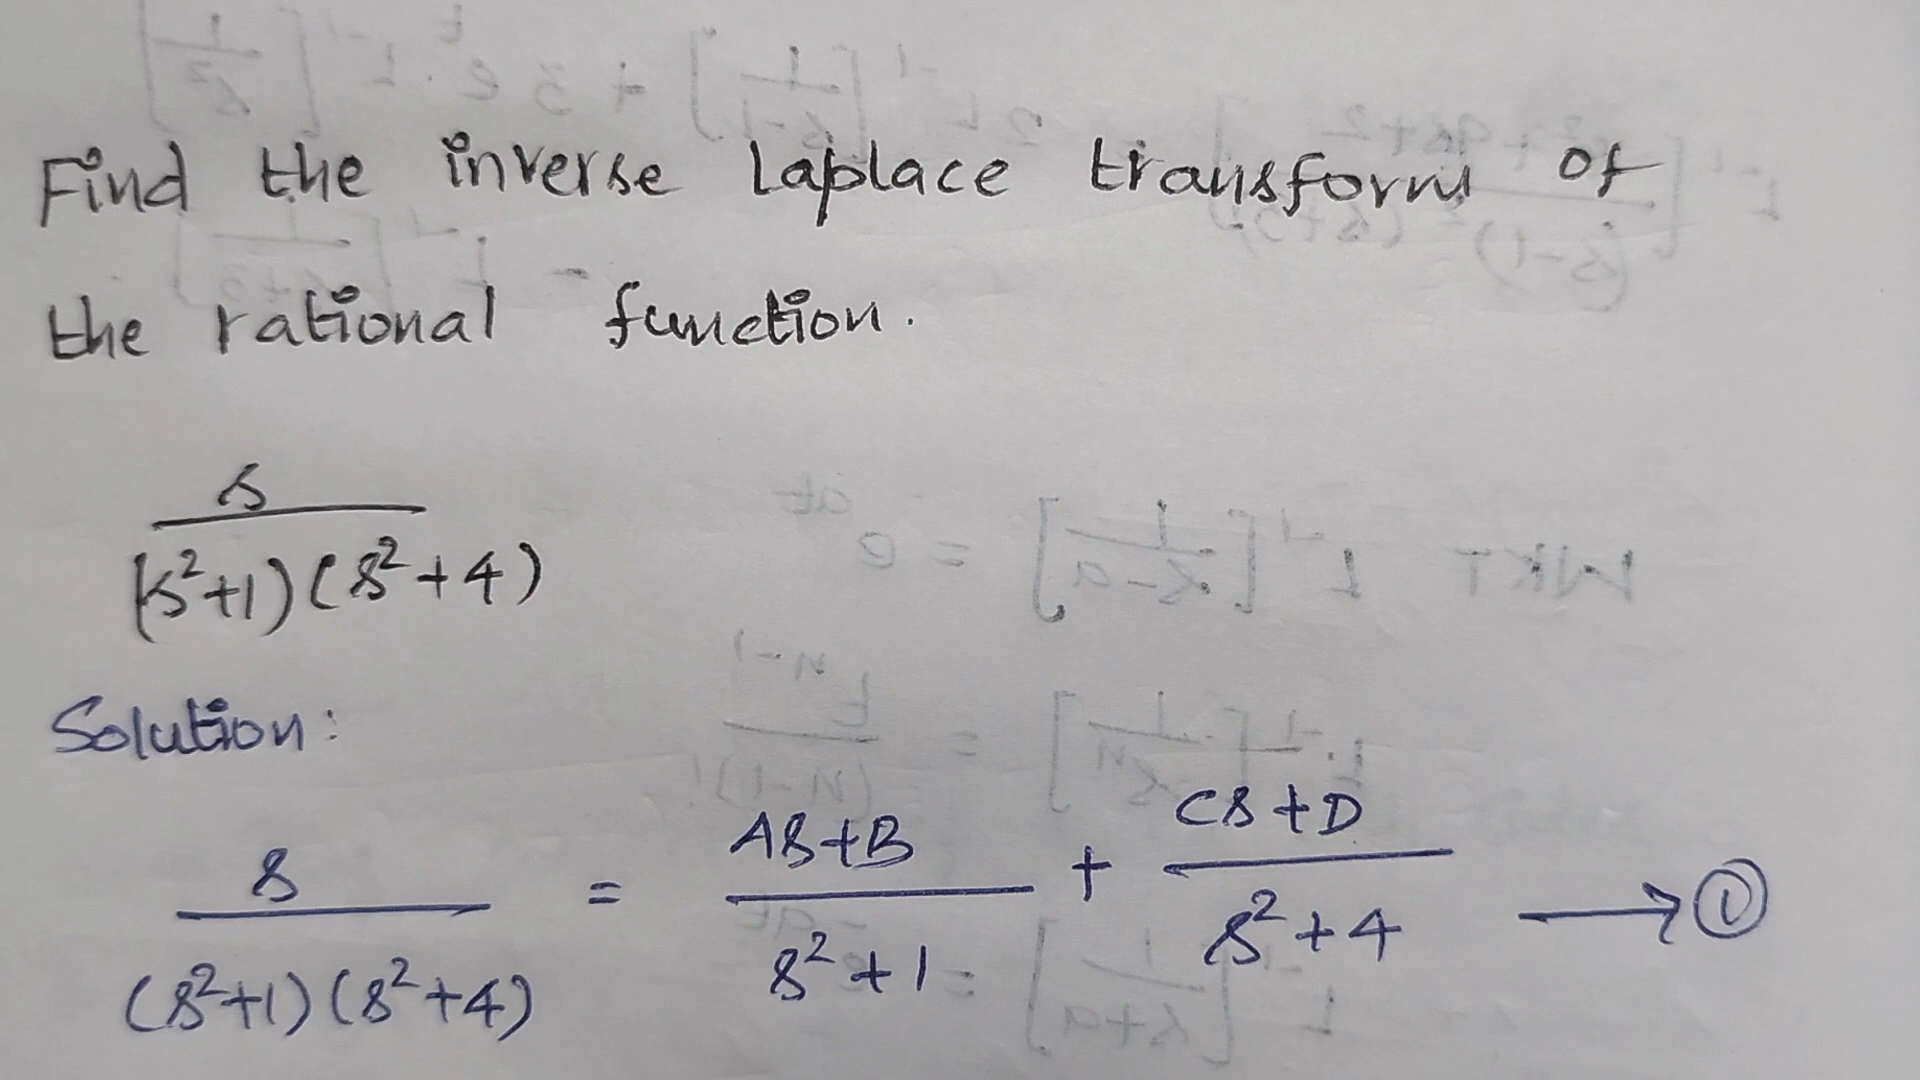 Find the inverse Laplace transform of
the rational function.
s
(s²+1)(s²+4)
Solution:
s/((s²+1)(s²+4)) = (As+B)/(s²+1) + (Cs+D)/(s²+4) → ①